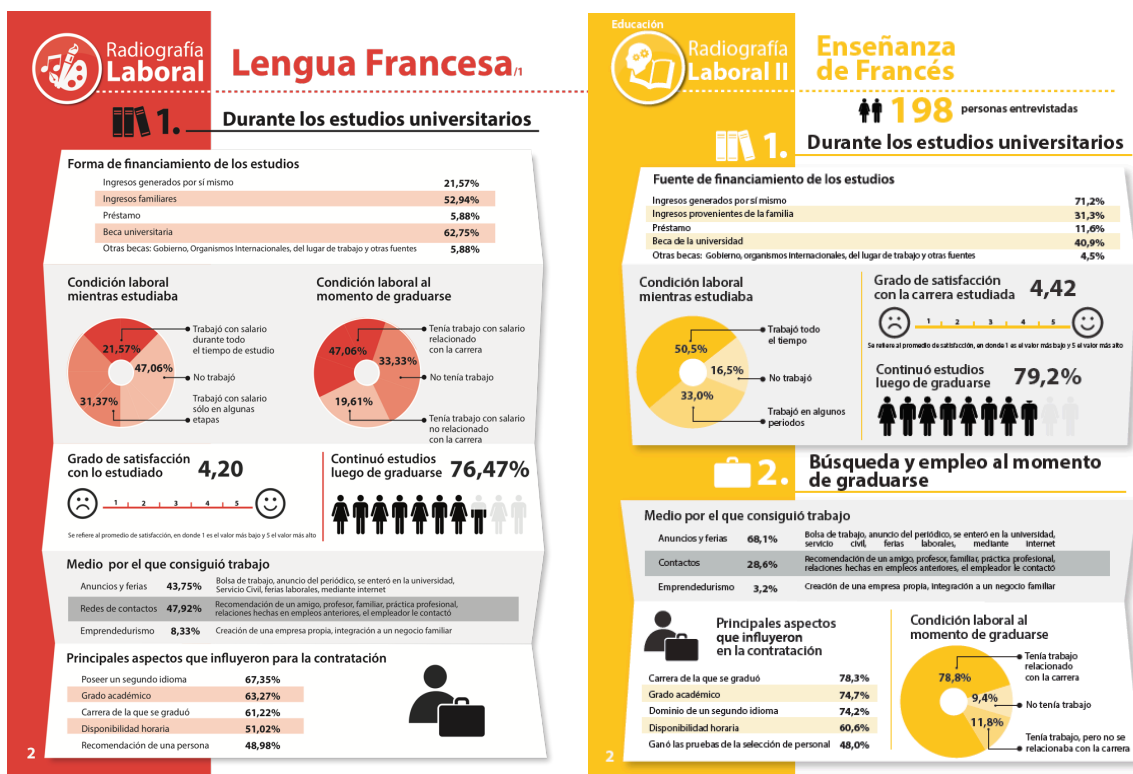 Radiografía
Laboral
Lengua Francesa/1
1.
Durante los estudios universitarios
Forma de financiamiento de los estudios
Ingresos generados por sí mismo 21,57%
Ingresos familiares 52,94%
Préstamo 5,88%
Beca universitaria 62,75%
Otras becas: Gobierno, Organismos Internacionales, del lugar de trabajo y otras fuentes 5,88%
Condición laboral
mientras estudiaba
21,57%
47,06%
31,37%
Trabajó con salario
durante todo
el tiempo de estudio
No trabajó
Trabajó con salario
sólo en algunas
etapas
Condición laboral al
momento de graduarse
47,06%
33,33%
19,61%
Tenía trabajo con salario
relacionado
con la carrera
No tenía trabajo
Tenía trabajo con salario
no relacionado
con la carrera
Grado de satisfacción
con lo estudiado
4,20
1 2 3 4 5
Se refiere al promedio de satisfacción, en donde 1 es el valor más bajo y 5 el valor más alto
Continuó estudios
luego de graduarse
76,47%
Medio por el que consiguió trabajo
Anuncios y ferias 43,75% Bolsa de trabajo, anuncio del periódico, se enteró en la universidad,
Servicio Civil, ferias laborales, mediante internet
Redes de contactos 47,92% Recomendación de un amigo, profesor, familiar, práctica profesional,
relaciones hechas en empleos anteriores, el empleador le contactó
Emprendedurismo 8,33% Creación de una empresa propia, integración a un negocio familiar
Principales aspectos que influyeron para la contratación
Poseer un segundo idioma 67,35%
Grado académico 63,27%
Carrera de la que se graduó 61,22%
Disponibilidad horaria 51,02%
Recomendación de una persona 48,98%
2
Educación
Radiografía
Laboral II
Enseñanza
de Francés
198 personas entrevistadas
1.
Durante los estudios universitarios
Fuente de financiamiento de los estudios
Ingresos generados por sí mismo 71,2%
Ingresos provenientes de la familia 31,3%
Préstamo 11,6%
Beca de la universidad 40,9%
Otras becas: Gobierno, organismos internacionales, del lugar de trabajo y otras fuentes 4,5%
Condición laboral
mientras estudiaba
50,5%
16,5%
33,0%
Trabajó todo
el tiempo
No trabajó
Trabajó en algunos
periodos
Grado de satisfacción
con la carrera estudiada
4,42
1 2 3 4 5
Se refiere al promedio de satisfacción, en donde 1 es el valor más bajo y 5 el valor más alto
Continuó estudios
luego de graduarse
79,2%
2.
Búsqueda y empleo al momento
de graduarse
Medio por el que consiguió trabajo
Anuncios y ferias 68,1% Bolsa de trabajo, anuncio del periódico, se enteró en la universidad,
servicio civil, ferias laborales, mediante internet
Contactos 28,6% Recomendación de un amigo, profesor, familiar, práctica profesional,
relaciones hechas en empleos anteriores, el empleador le contactó
Emprendedurismo 3,2% Creación de una empresa propia, integración a un negocio familiar
Principales aspectos
que influyeron
en la contratación
Carrera de la que se graduó 78,3%
Grado académico 74,7%
Dominio de un segundo idioma 74,2%
Disponibilidad horaria 60,6%
Ganó las pruebas de la selección de personal 48,0%
Condición laboral al
momento de graduarse
78,8%
9,4%
11,8%
Tenía trabajo
relacionado
con la carrera
No tenía trabajo
Tenía trabajo, pero no se
relacionaba con la carrera
2